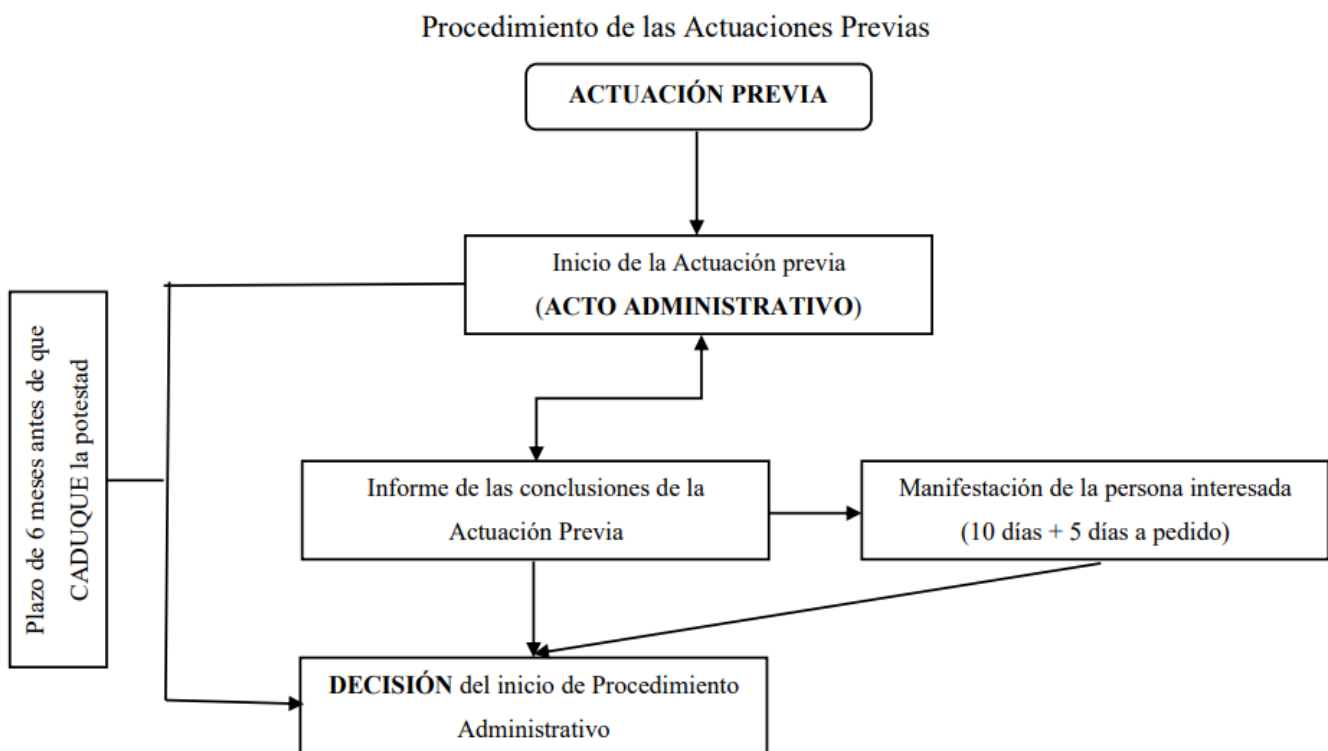 Procedimiento de las Actuaciones Previas
ACTUACIÓN PREVIA
Inicio de la Actuación previa
(ACTO ADMINISTRATIVO)
Plazo de 6 meses antes de que
CADUQUE la potestad
Informe de las conclusiones de la
Actuación Previa
Manifestación de la persona interesada
(10 días + 5 días a pedido)
DECISIÓN del inicio de Procedimiento
Administrativo